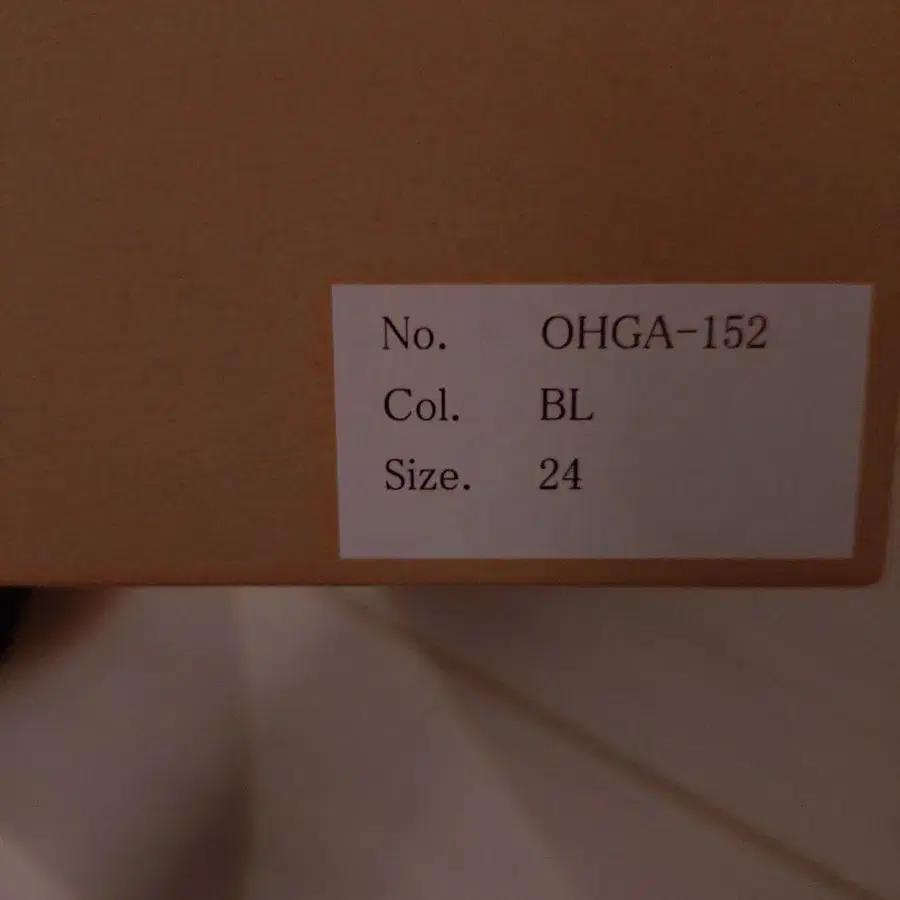 No. OHGA-152
Col. BL
Size. 24